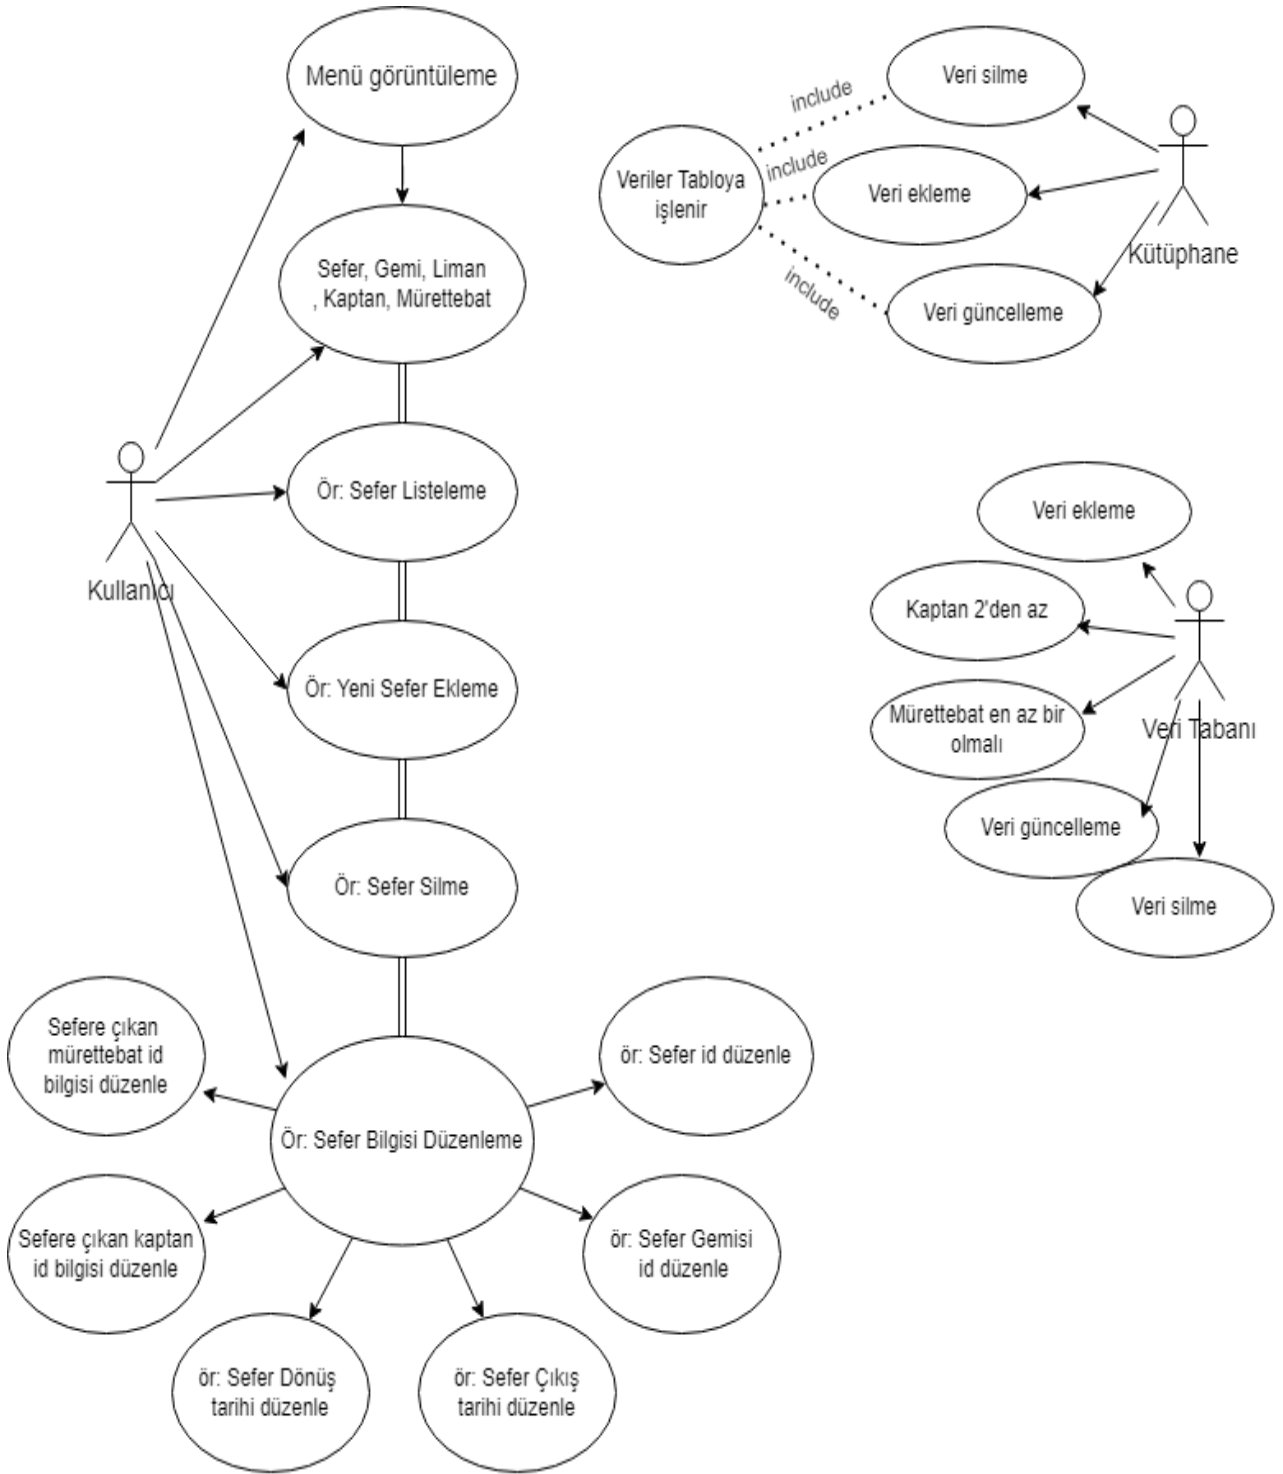 Menü görüntüleme
Sefer, Gemi, Liman
, Kaptan, Mürettebat
Ör: Sefer Listeleme
Kullanıcı
Ör: Yeni Sefer Ekleme
Ör: Sefer Silme
Ör: Sefer Bilgisi Düzenleme
Sefere çıkan
mürettebat id
bilgisi düzenle
Sefere çıkan kaptan
id bilgisi düzenle
ör: Sefer Dönüş
tarihi düzenle
ör: Sefer Çıkış
tarihi düzenle
ör: Sefer Gemisi
id düzenle
ör: Sefer id düzenle
Veriler Tabloya
işlenir
include
include
include
Veri silme
Veri ekleme
Veri güncelleme
Kütüphane
Veri ekleme
Kaptan 2'den az
Mürettebat en az bir
olmalı
Veri Tabanı
Veri güncelleme
Veri silme